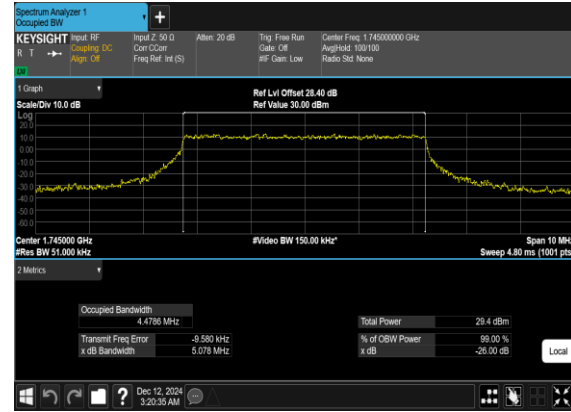 Spectrum Analyzer 1
Occupied BW
+
KEYSIGHT Input: RF Input Z: 50 Ω Atten: 20 dB Trig: Free Run Center Freq: 1.745000000 GHz
R T Coupling: DC Corr CCorr Gate: Off Avg|Hold: 100/100
Align: Off Freq Ref: Int (S) #IF Gain: Low Radio Std: None
LV
1 Graph
Ref Lvl Offset 28.40 dB
Scale/Div 10.0 dB Ref Value 30.00 dBm
Log
20.0
10.0
0.00
-10.0
-20.0
-30.0
-40.0
-50.0
-60.0
Center 1.745000 GHz #Video BW 150.00 kHz* Span 10 MHz
#Res BW 51.000 kHz Sweep 4.80 ms (1001 pts)
2 Metrics
Occupied Bandwidth
4.4786 MHz Total Power 29.4 dBm
Transmit Freq Error -9.580 kHz % of OBW Power 99.00 %
x dB Bandwidth 5.078 MHz x dB -26.00 dB
Local
? Dec 12, 2024
3:20:35 AM